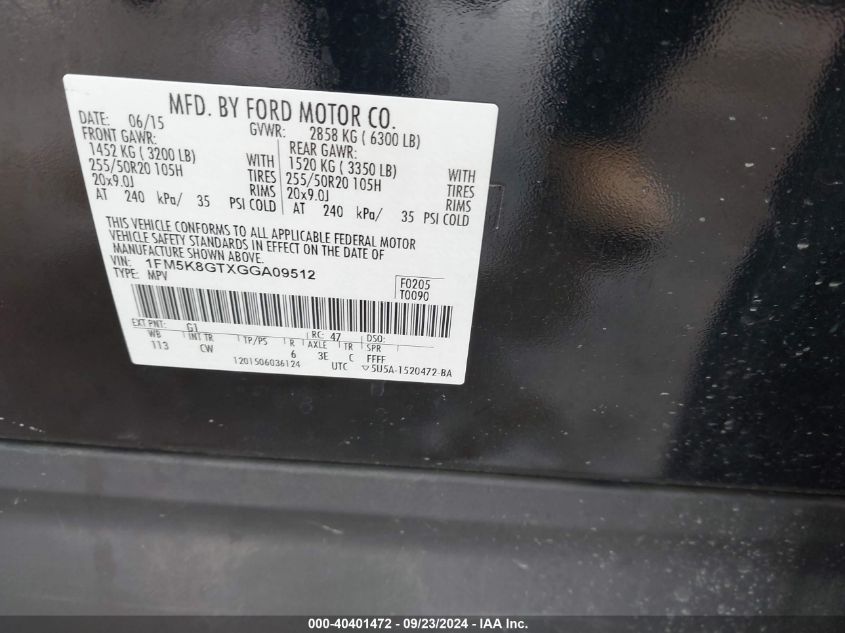 MFD. BY FORD MOTOR CO.
DATE: 06/15 GVWR: 2858 KG ( 6300 LB)
FRONT GAWR: REAR GAWR:
1452 KG ( 3200 LB) WITH 1520 KG ( 3350 LB) WITH
255/50R20 105H TIRES 255/50R20 105H TIRES
20x9.0J RIMS 20x9.0J RIMS
AT 240 kPa/ 35 PSI COLD AT 240 kPa/ 35 PSI COLD
THIS VEHICLE CONFORMS TO ALL APPLICABLE FEDERAL MOTOR
VEHICLE SAFETY STANDARDS IN EFFECT ON THE DATE OF
MANUFACTURE SHOWN ABOVE.
VIN: 1FM5K8GTXGGA09512 F0205
TYPE: MPV T0090
EXT PNT: G1 RC: 47 DSO:
WB INT TR TP/PS R AXLE TR SPR
113 CW 6 3E C FFFF
1201506036124 UTC ▽5U5A-1520472-BA
000-40401472 - 09/23/2024 - IAA Inc.